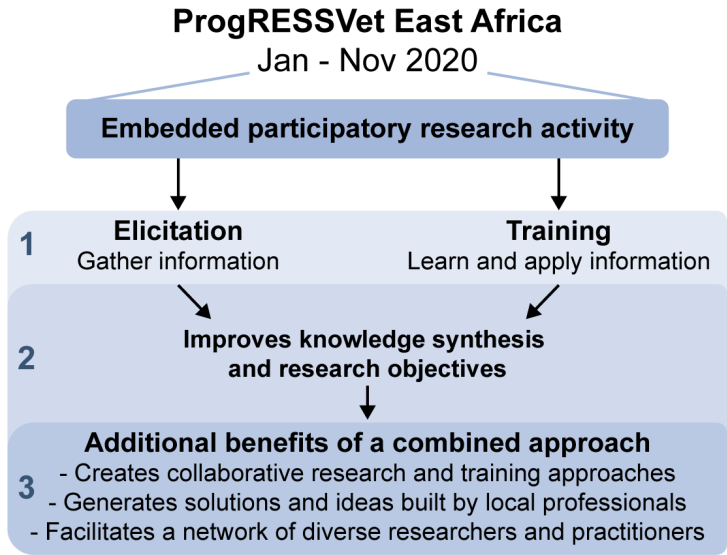 ProgRESSVet East Africa
Jan - Nov 2020
Embedded participatory research activity
1
Elicitation
Gather information
Training
Learn and apply information
2
Improves knowledge synthesis
and research objectives
3
Additional benefits of a combined approach
- Creates collaborative research and training approaches
- Generates solutions and ideas built by local professionals
- Facilitates a network of diverse researchers and practitioners